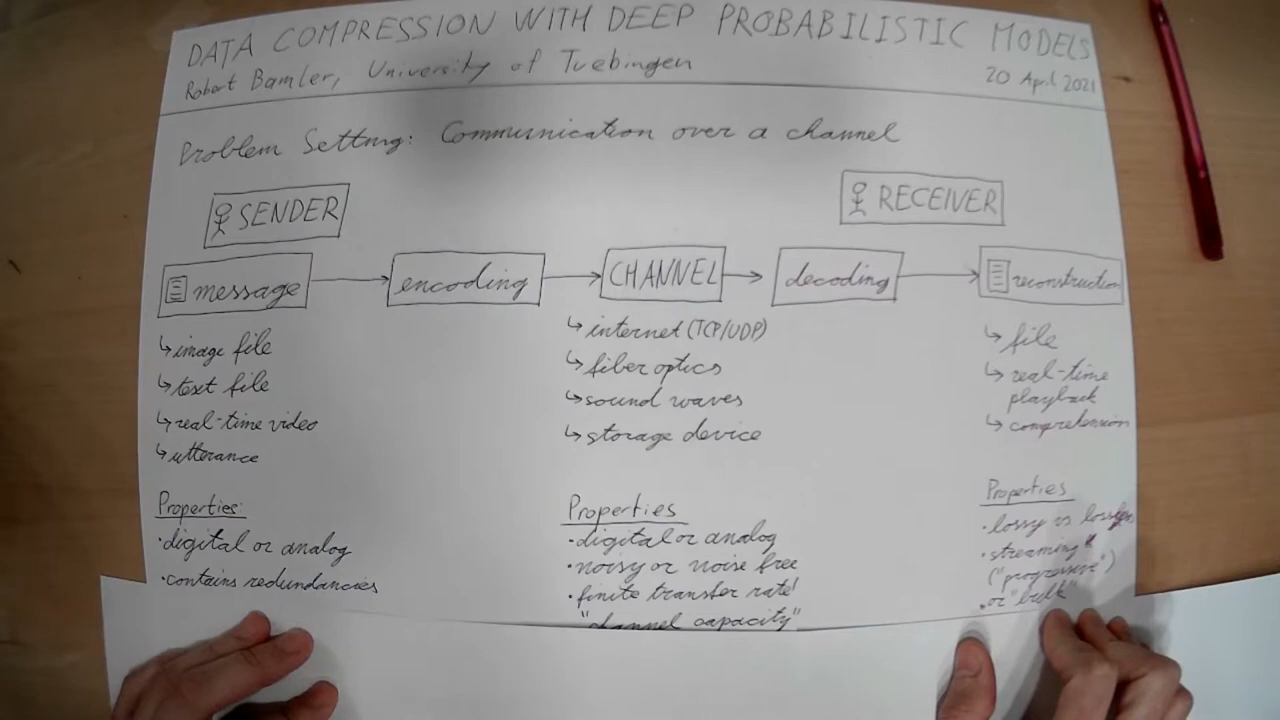 DATA COMPRESSION WITH DEEP PROBABILISTIC MODELS
Robert Bamler, University of Tuebingen
20 April 2021
Problem Setting: Communication over a channel
SENDER
RECEIVER
message
encoding
CHANNEL
decoding
reconstruction
↳ image file
↳ text file
↳ real-time video
↳ utterance
Properties:
· digital or analog
· contains redundancies
↳ internet (TCP/UDP)
↳ fiber optics
↳ sound waves
↳ storage device
Properties
· digital or analog
· noisy or noise free
· finite transfer rate
"channel capacity"
↳ file
↳ real-time
playback
↳ comprehension
Properties
· lossy vs lossless
· streaming"
("progressive")
· or "bulk"